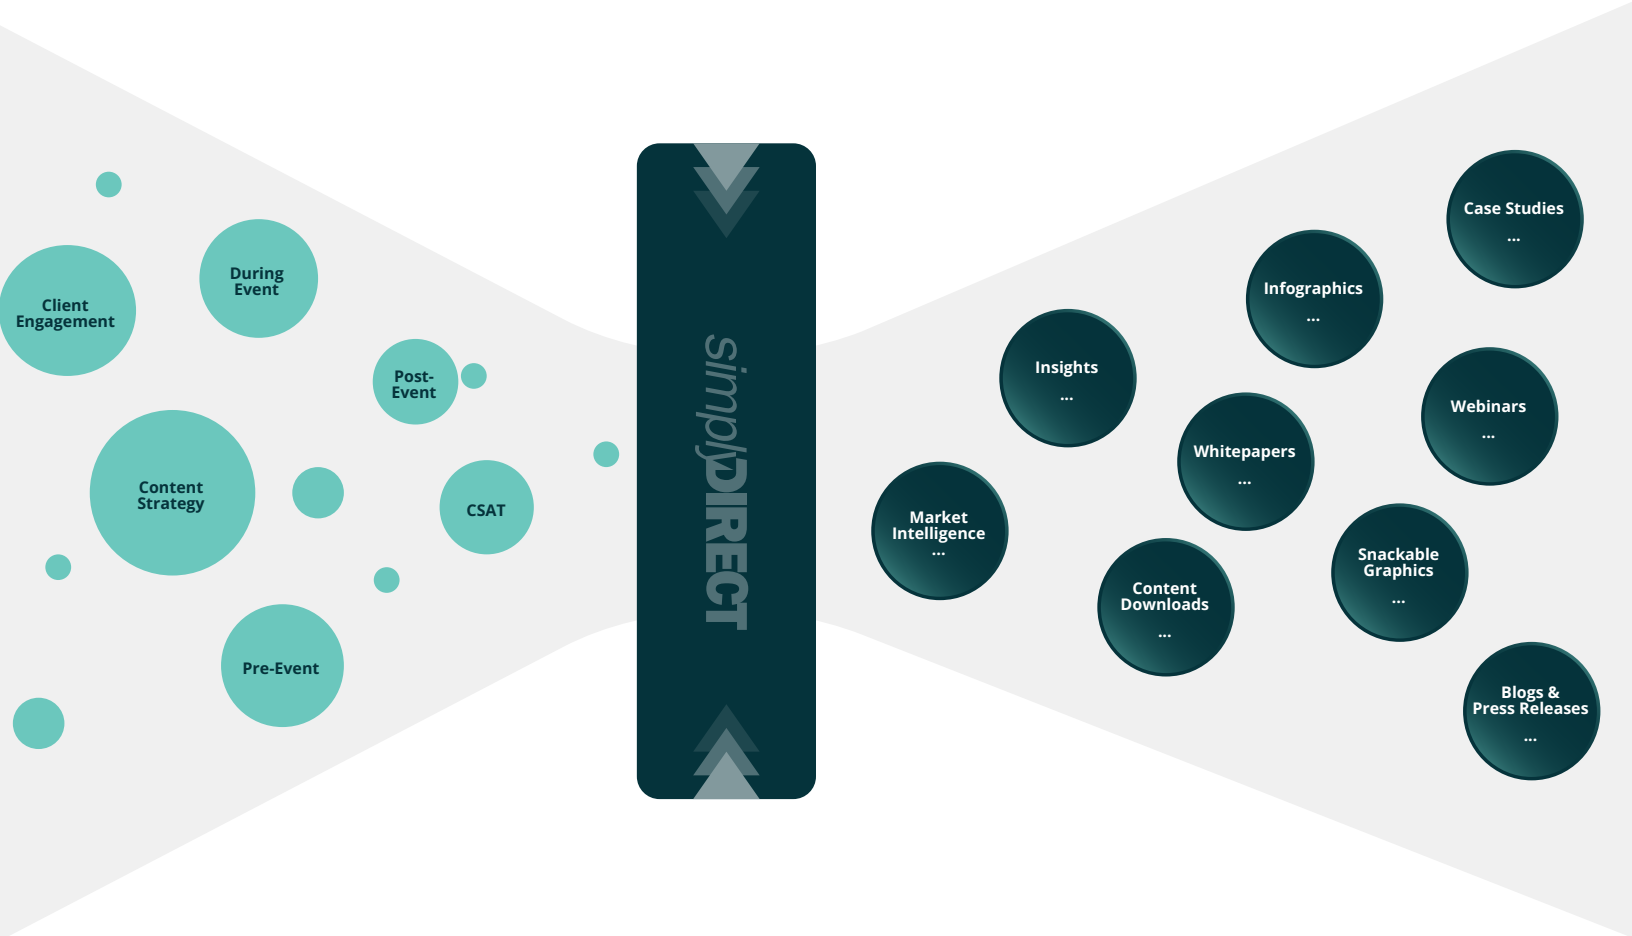 Client
Engagement
During
Event
Post-
Event
Content
Strategy
CSAT
Pre-Event
simplyDIRECT
Market
Intelligence
...
Insights
...
Content
Downloads
...
Whitepapers
...
Infographics
...
Case Studies
...
Webinars
...
Snackable
Graphics
...
Blogs &
Press Releases
...